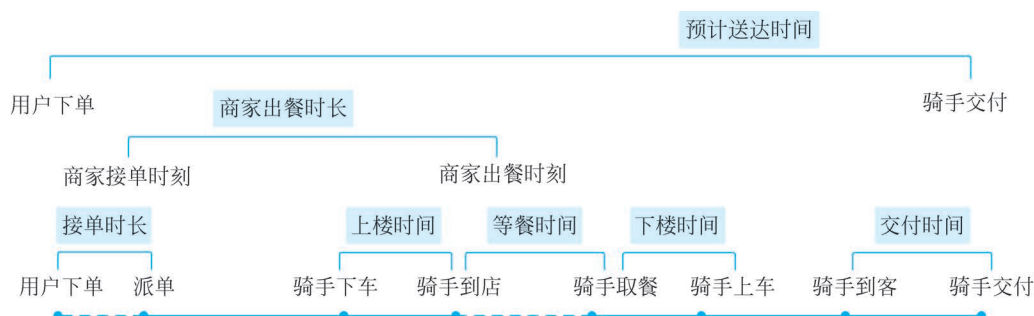 预计送达时间
用户下单 骑手交付
商家出餐时长
商家接单时刻 商家出餐时刻
接单时长 上楼时间 等餐时间 下楼时间 交付时间
用户下单 派单 骑手下车 骑手到店 骑手取餐 骑手上车 骑手到客 骑手交付